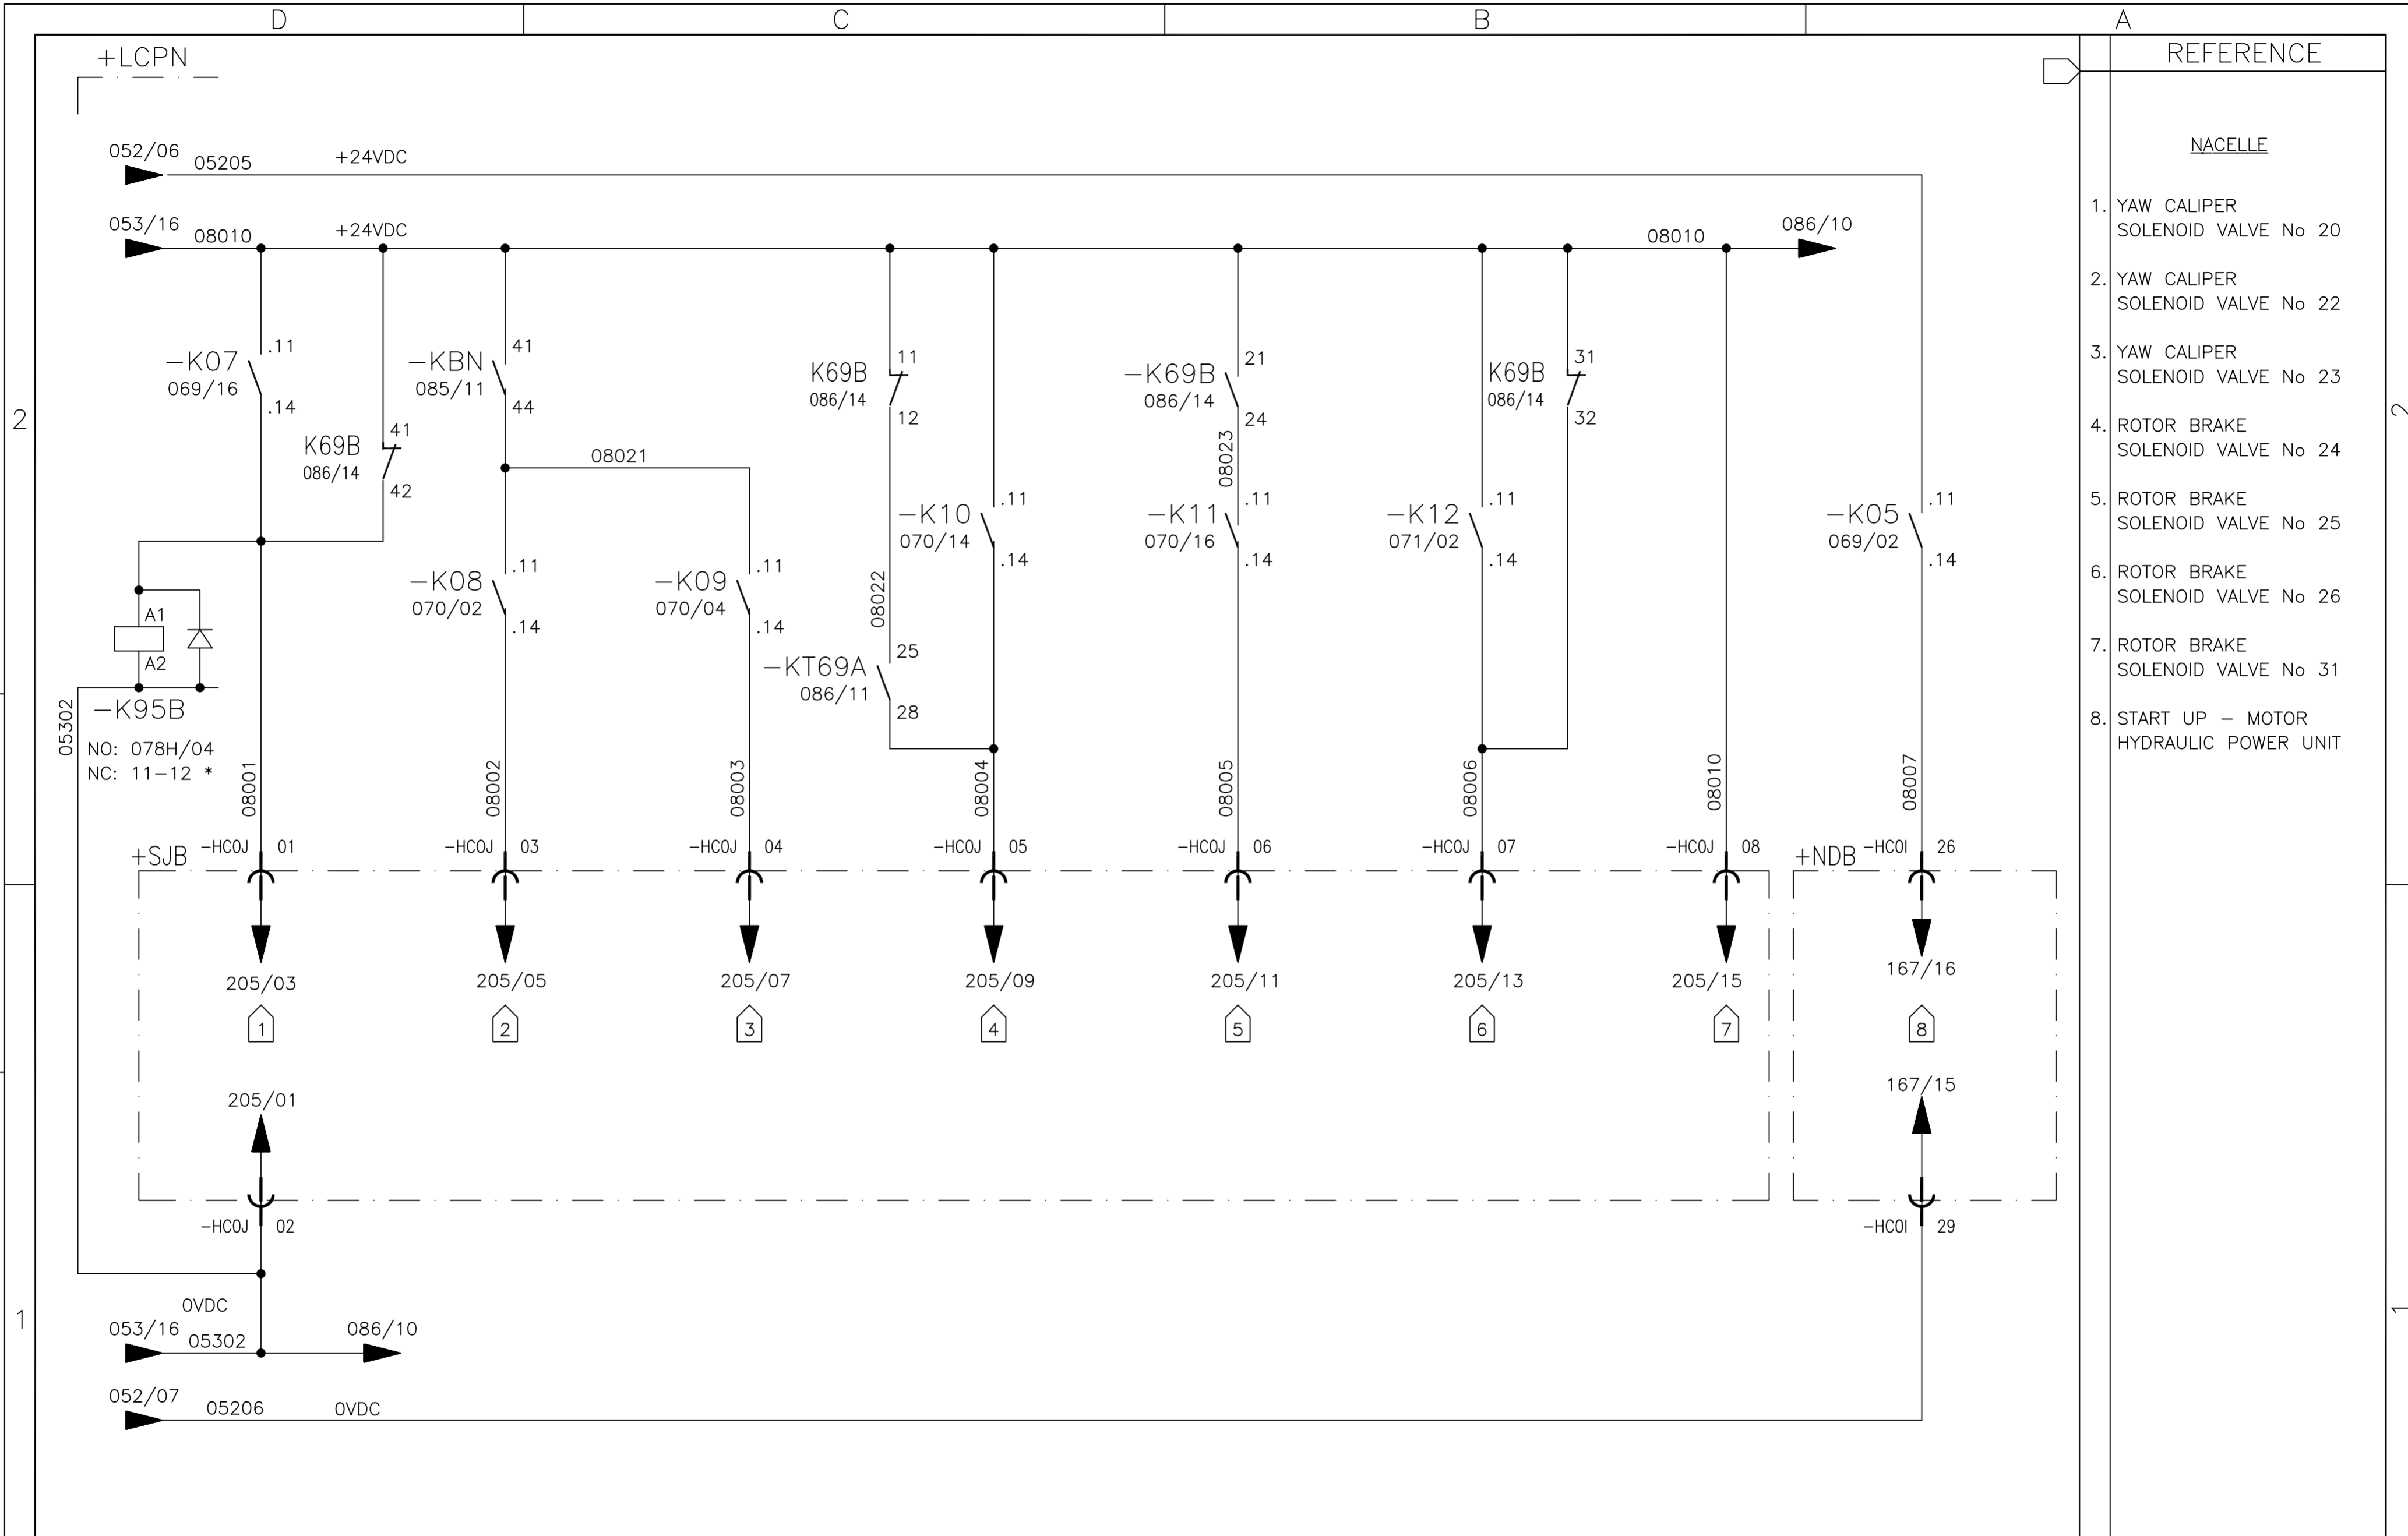 D C B A
+LCPN
REFERENCE
NACELLE
1. YAW CALIPER
SOLENOID VALVE No 20
2. YAW CALIPER
SOLENOID VALVE No 22
3. YAW CALIPER
SOLENOID VALVE No 23
4. ROTOR BRAKE
SOLENOID VALVE No 24
5. ROTOR BRAKE
SOLENOID VALVE No 25
6. ROTOR BRAKE
SOLENOID VALVE No 26
7. ROTOR BRAKE
SOLENOID VALVE No 31
8. START UP – MOTOR
HYDRAULIC POWER UNIT
052/06 05205 +24VDC
053/16 08010 +24VDC 08010 086/10
-K07
069/16
.11
.14
K69B
086/14
41
42
-KBN
085/11
41
44
08021
-K08
070/02
.11
.14
-K09
070/04
.11
.14
K69B
086/14
11
12
08022
-KT69A
086/11
25
28
-K10
070/14
.11
.14
-K69B
086/14
21
24
08023
-K11
070/16
.11
.14
-K12
071/02
.11
.14
K69B
086/14
31
32
-K05
069/02
.11
.14
A1
A2
-K95B
NO: 078H/04
NC: 11-12 *
05302
08001 08002 08003 08004 08005 08006 08010 08007
+SJB -HC0J 01 -HC0J 03 -HC0J 04 -HC0J 05 -HC0J 06 -HC0J 07 -HC0J 08 +NDB -HC0I 26
205/03 205/05 205/07 205/09 205/11 205/13 205/15 167/16
1 2 3 4 5 6 7 8
205/01 167/15
-HC0J 02 -HC0I 29
0VDC
053/16 05302 086/10
052/07 05206 0VDC
2 2
1 1